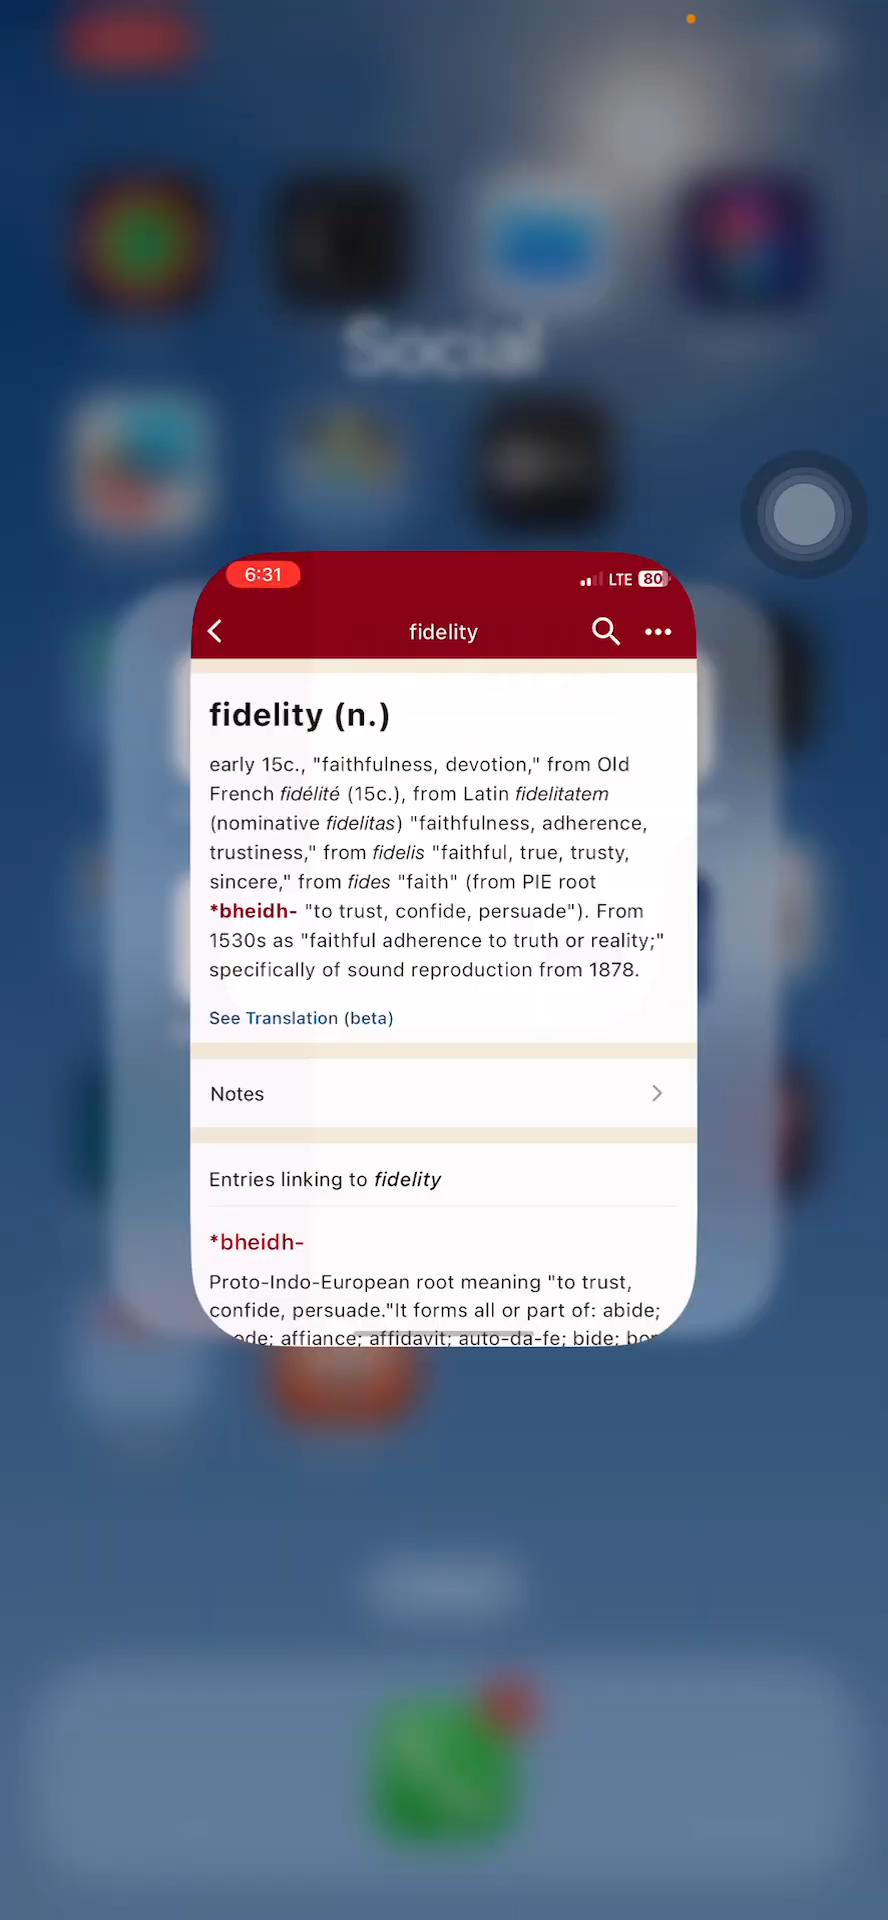 Social
6:31
LTE 80
fidelity
fidelity (n.)
early 15c., "faithfulness, devotion," from Old
French fidélité (15c.), from Latin fidelitatem
(nominative fidelitas) "faithfulness, adherence,
trustiness," from fidelis "faithful, true, trusty,
sincere," from fides "faith" (from PIE root
*bheidh- "to trust, confide, persuade"). From
1530s as "faithful adherence to truth or reality;"
specifically of sound reproduction from 1878.
See Translation (beta)
Notes
Entries linking to fidelity
*bheidh-
Proto-Indo-European root meaning "to trust,
confide, persuade."It forms all or part of: abide;
affiance; affidavit; auto-da-fe; bide;